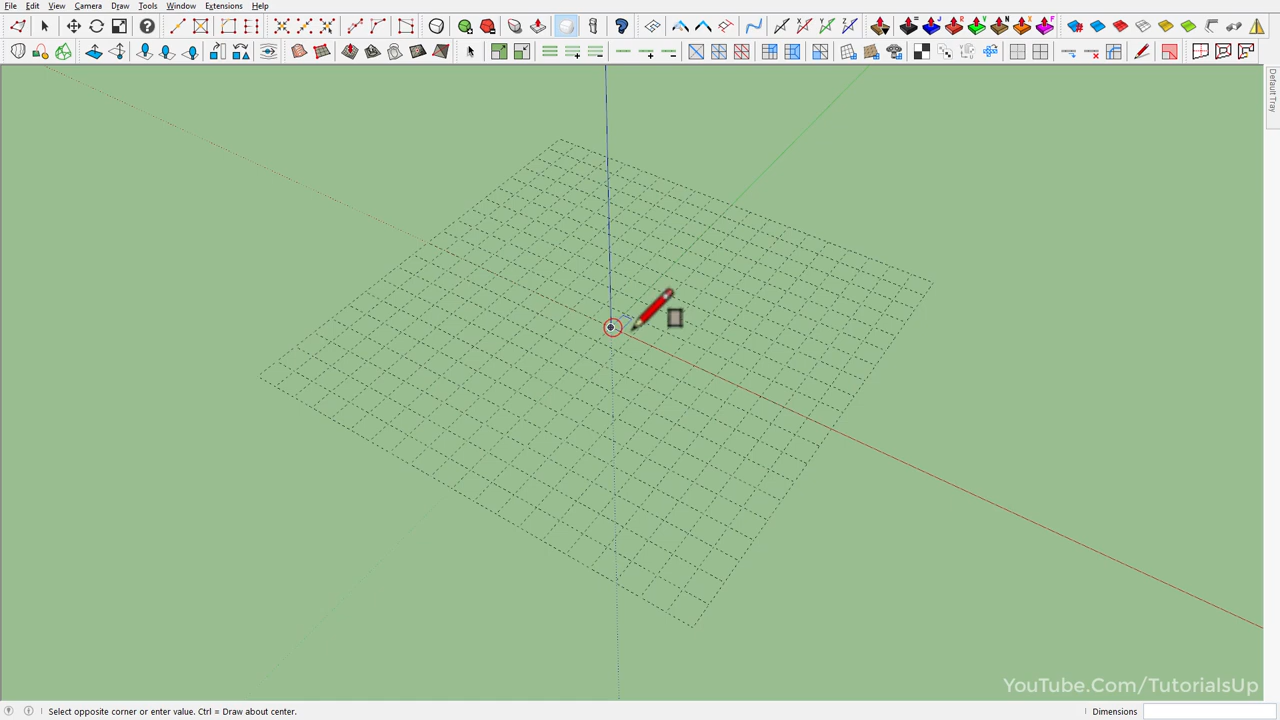 File Edit View Camera Draw Tools Window Extensions Help
Default Tray
YouTube.Com/TutorialsUp
Select opposite corner or enter value. Ctrl = Draw about center.
Dimensions